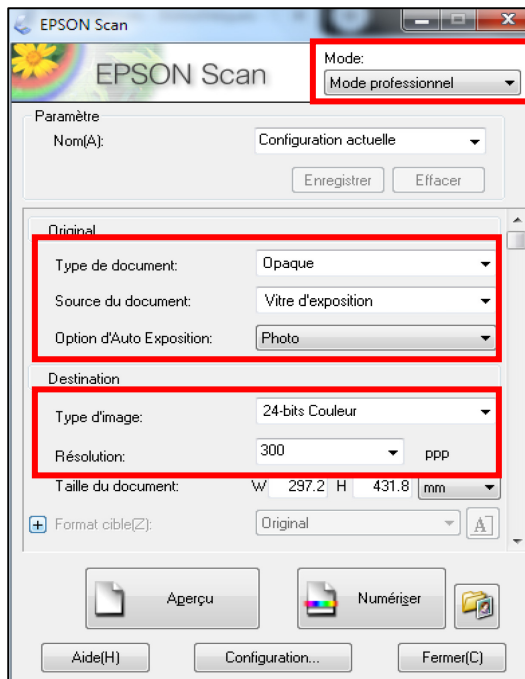 EPSON Scan
EPSON Scan
Mode:
Mode professionnel
Paramètre
Nom(A): Configuration actuelle
Enregistrer Effacer
Original
Type de document: Opaque
Source du document: Vitre d'exposition
Option d'Auto Exposition: Photo
Destination
Type d'image: 24-bits Couleur
Résolution: 300 ppp
Taille du document: W 297.2 H 431.8 mm
Format cible(Z): Original A
Aperçu Numériser
Aide(H) Configuration... Fermer(C)